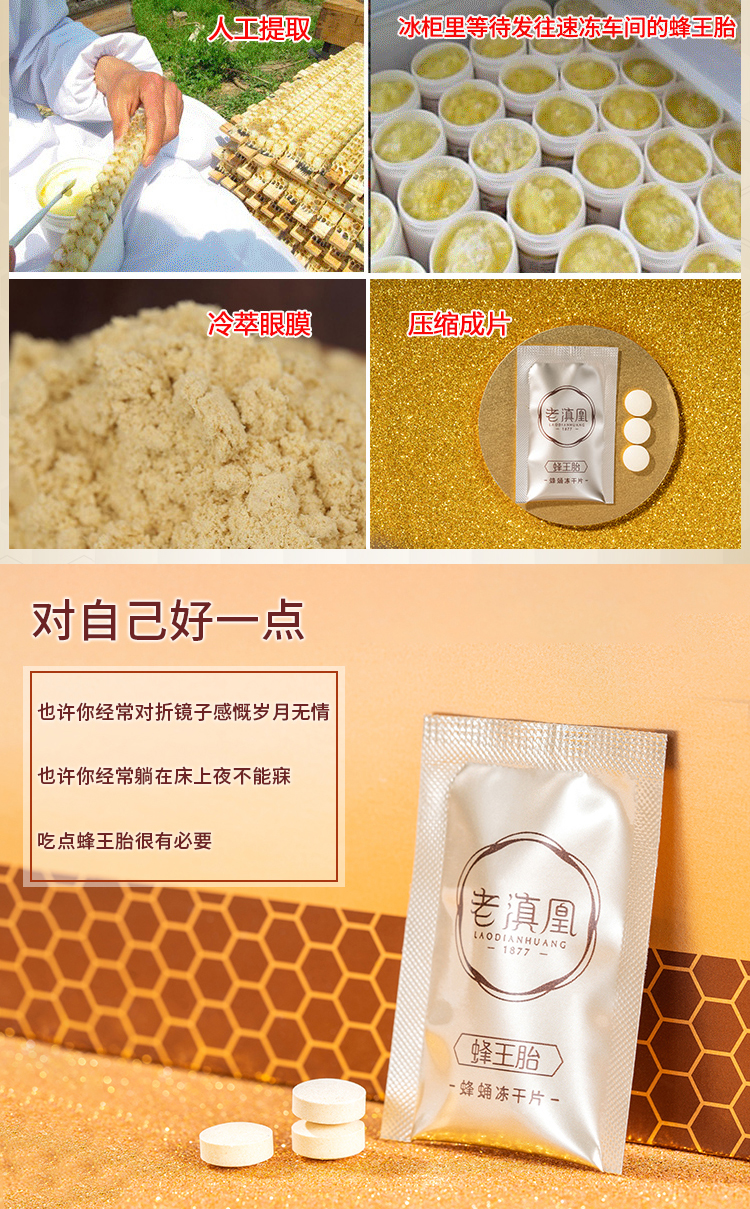 人工提取
冰柜里等待发往速冻车间的蜂王胎
冷萃眼膜
压缩成片
老滇凰
LAODIANHUANG
1877
蜂王胎
蜂蛹冻干片
对自己好一点
也许你经常对折镜子感慨岁月无情
也许你经常躺在床上夜不能寐
吃点蜂王胎很有必要
老滇凰
LAODIANHUANG
1877
蜂王胎
蜂蛹冻干片